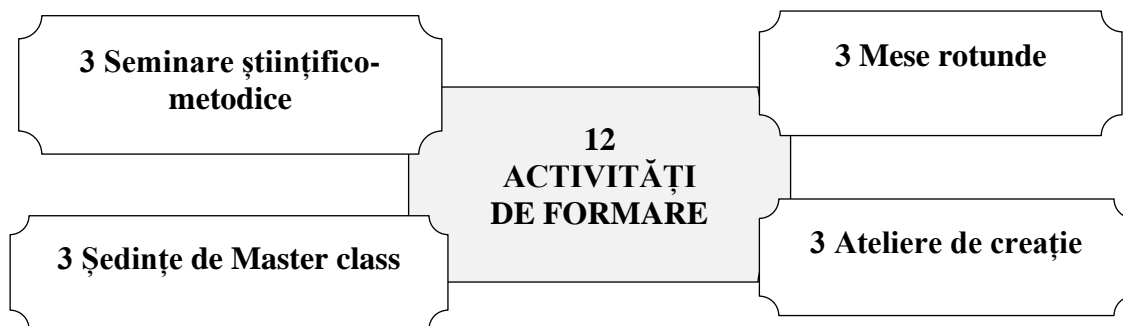 3 Seminare științifico-
metodice
3 Mese rotunde
12
ACTIVITĂȚI
DE FORMARE
3 Ședințe de Master class
3 Ateliere de creație